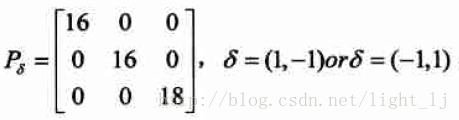 16 0 0
P_δ = 0 16 0 , δ = (1,−1)orδ = (−1,1)
0 0 18
http://blog.csdn.net/light_lj